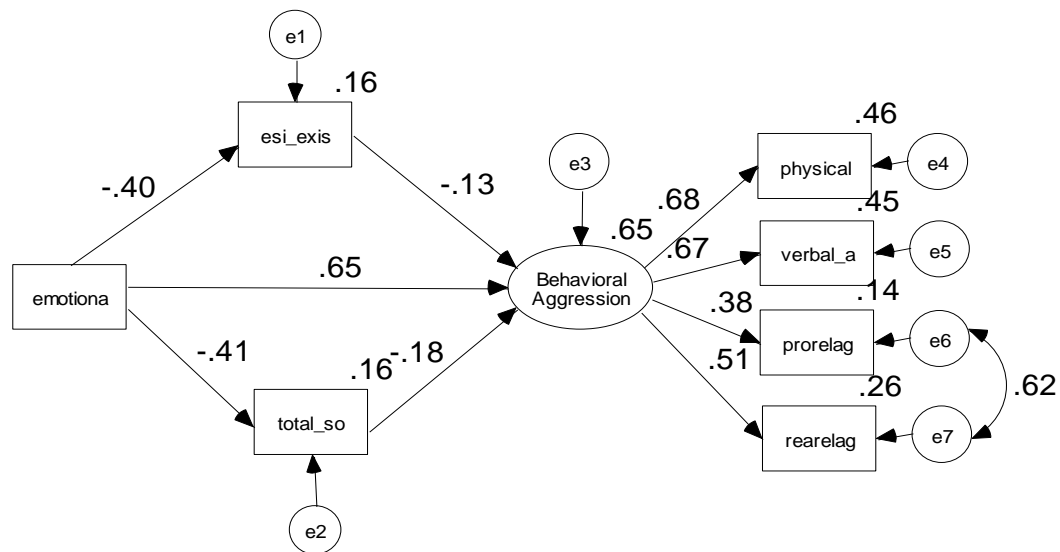 e1
.16
esi_exis
-.40
-.13
e3
.46
physical
e4
.68
.65
.45
.67
verbal_a
e5
.65
emotiona
Behavioral
Aggression
.14
.38
prorelag
e6
-.41
-.18
.16
.51
.26
.62
total_so
rearelag
e7
e2